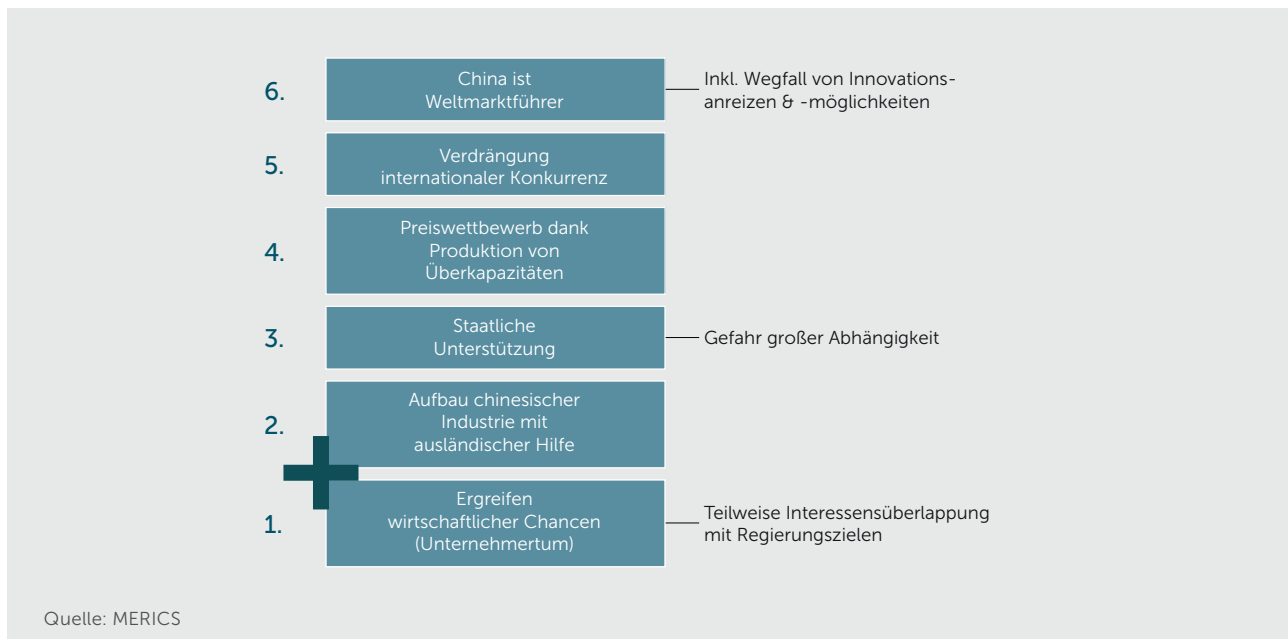 6.
China ist
Weltmarktführer
Inkl. Wegfall von Innovations-
anreizen & -möglichkeiten
5.
Verdrängung
internationaler Konkurrenz
4.
Preiswettbewerb dank
Produktion von
Überkapazitäten
3.
Staatliche
Unterstützung
Gefahr großer Abhängigkeit
2.
Aufbau chinesischer
Industrie mit
ausländischer Hilfe
1.
Ergreifen
wirtschaftlicher Chancen
(Unternehmertum)
Teilweise Interessensüberlappung
mit Regierungszielen
Quelle: MERICS